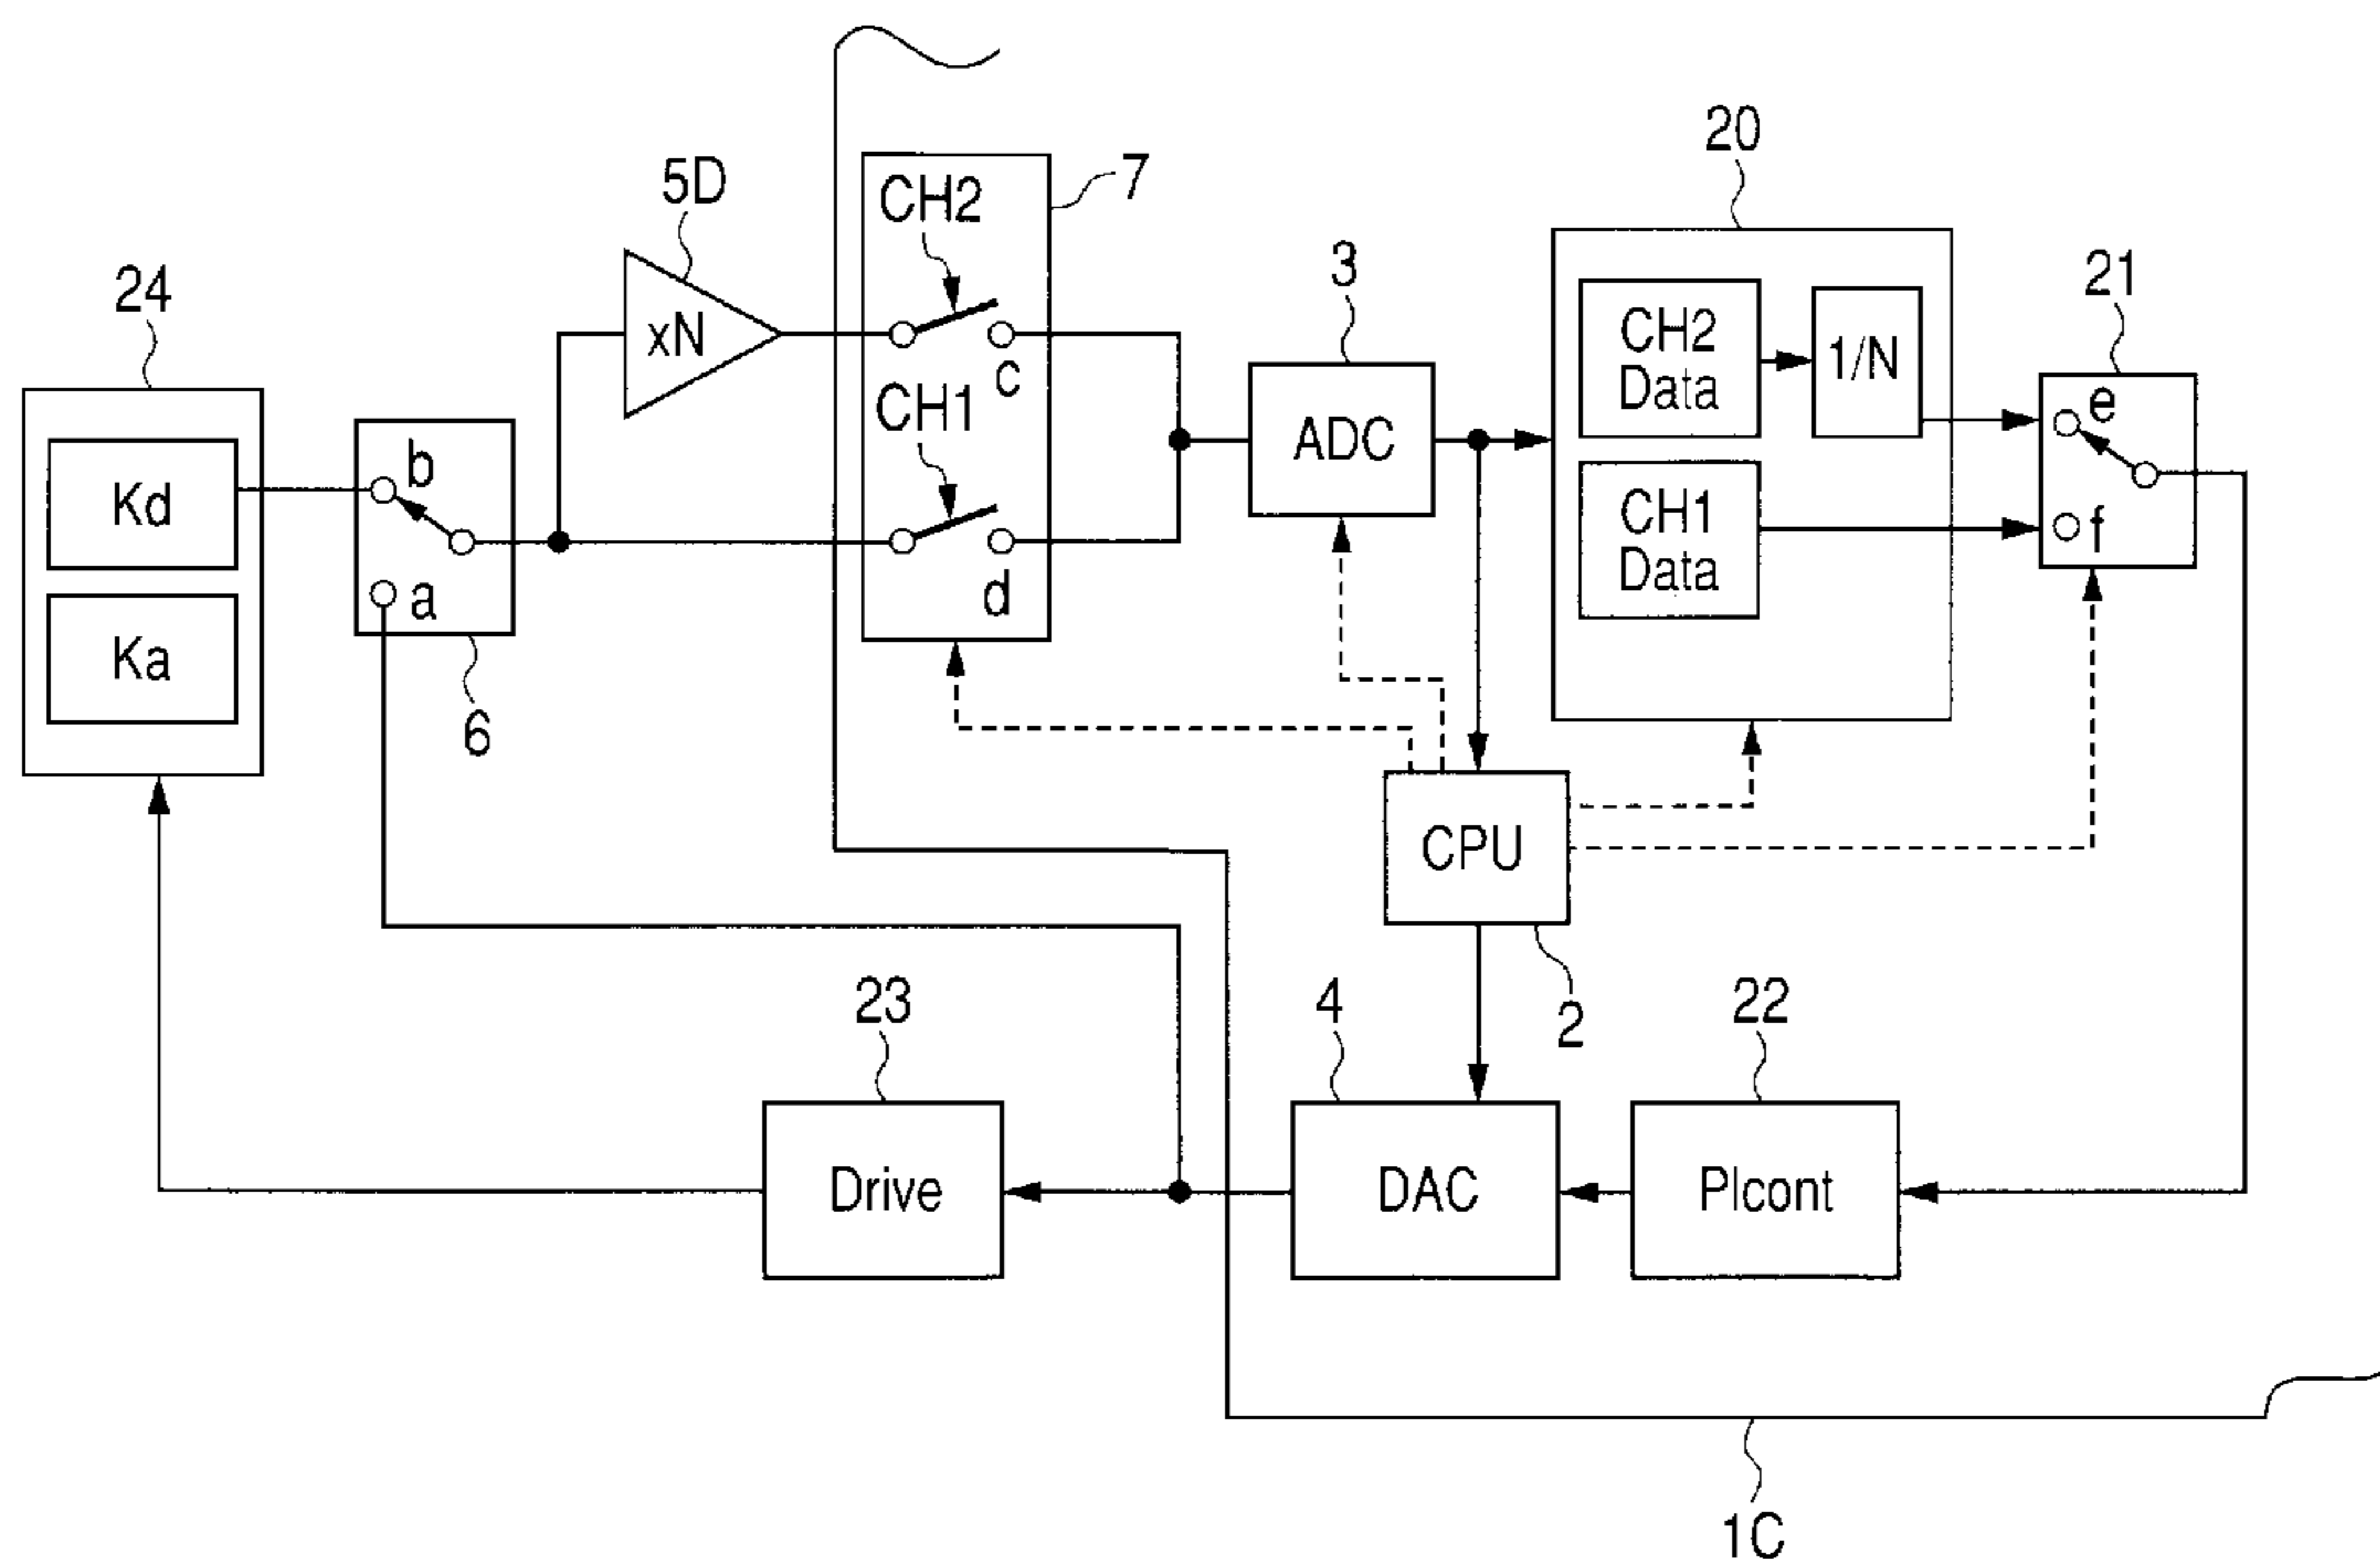 20
5D
7
CH2
3
21
24
xN
CH2
Data
1/N
e
c
CH1
ADC
b
Kd
CH1
Data
f
a
d
Ka
6
CPU
23
4
2
22
Drive
DAC
PIcont
1C